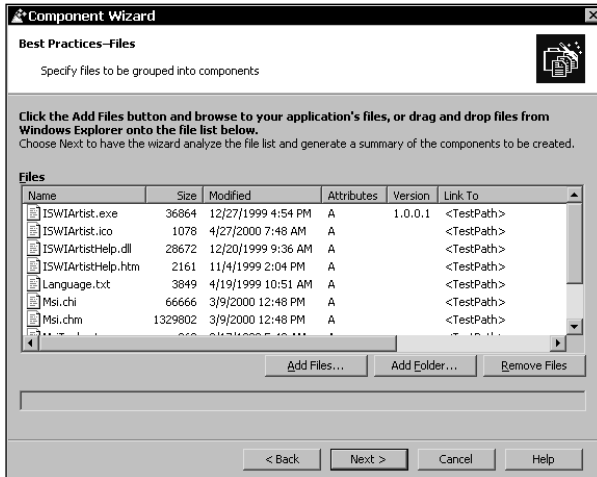 Component Wizard
Best Practices–Files
Specify files to be grouped into components
Click the Add Files button and browse to your application's files, or drag and drop files from
Windows Explorer onto the file list below.
Choose Next to have the wizard analyze the file list and generate a summary of the components to be created.
Files
Name Size Modified Attributes Version Link To
ISWIArtist.exe 36864 12/27/1999 4:54 PM A 1.0.0.1 <TestPath>
ISWIArtist.ico 1078 4/27/2000 7:48 AM A <TestPath>
ISWIArtistHelp.dll 28672 12/20/1999 9:36 AM A <TestPath>
ISWIArtistHelp.htm 2161 11/4/1999 2:04 PM A <TestPath>
Language.txt 3849 4/19/1999 10:51 AM A <TestPath>
Msi.chi 66666 3/9/2000 12:48 PM A <TestPath>
Msi.chm 1329802 3/9/2000 12:48 PM A <TestPath>
Add Files... Add Folder... Remove Files
< Back Next > Cancel Help